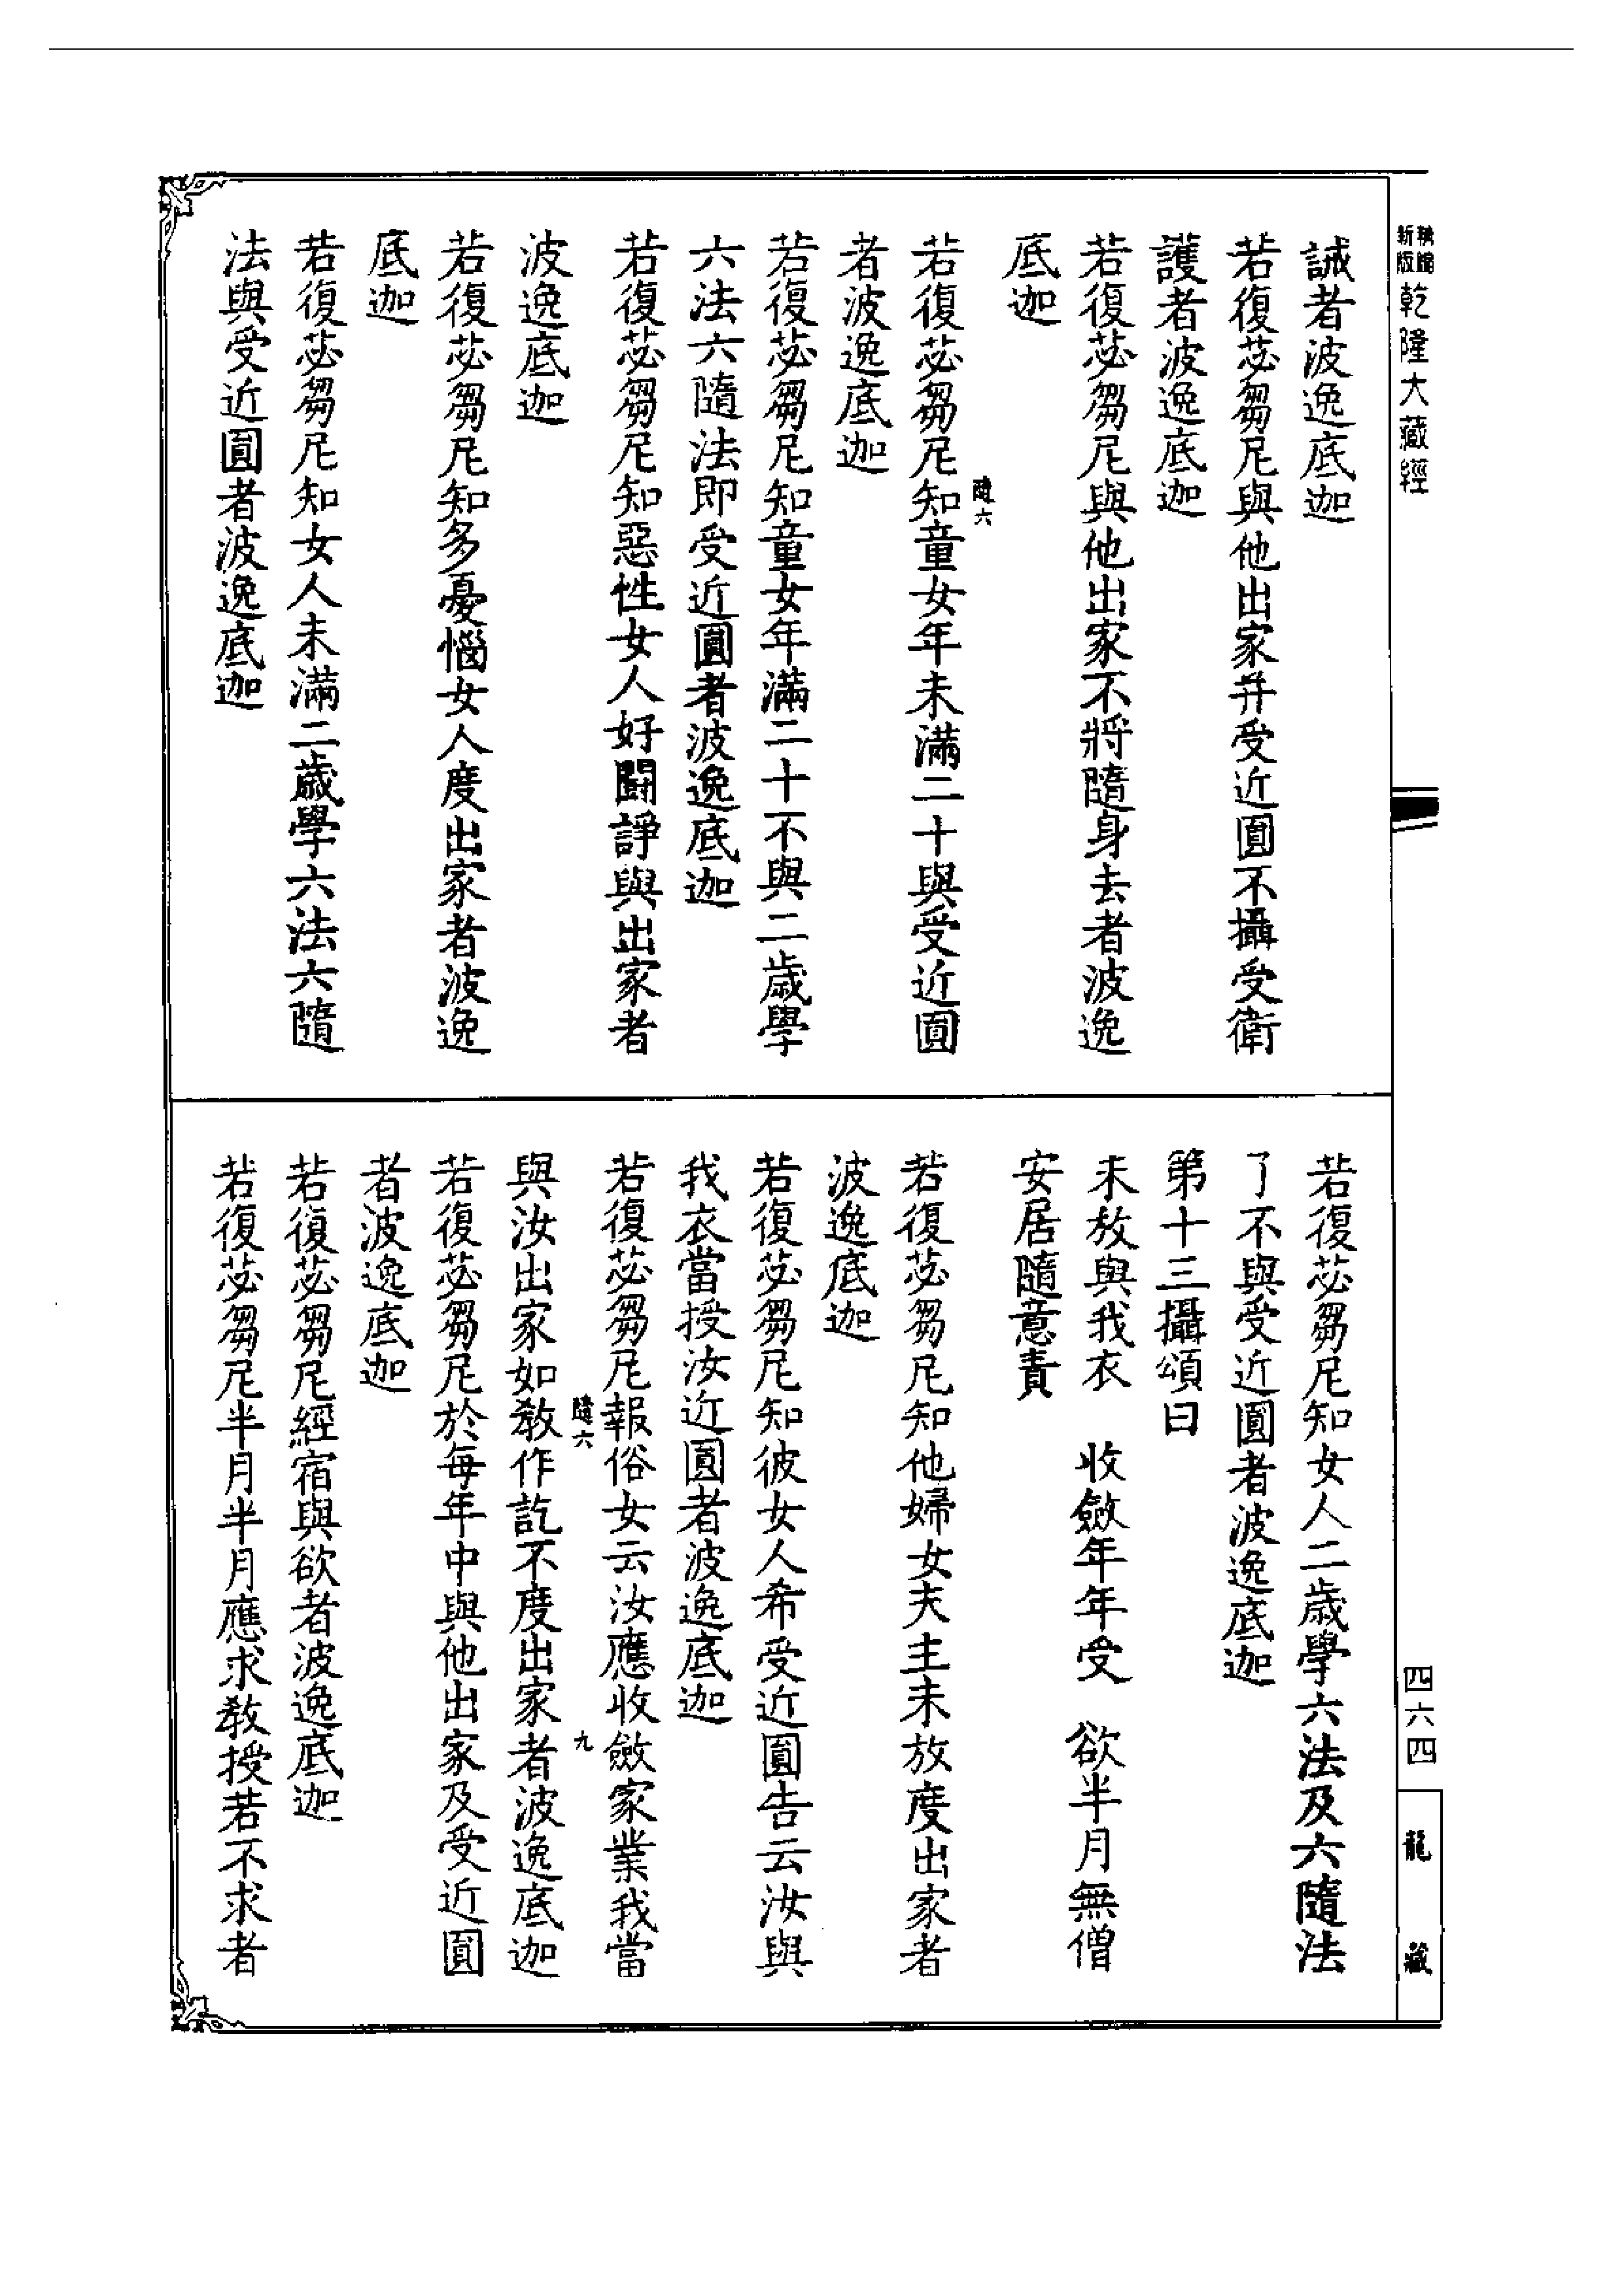 新編
新版
乾隆大藏經
誡者波逸底迦
若復苾芻尼與他出家并受近圓不攝受衛
護者波逸底迦
若復苾芻尼與他出家不將隨身去者波逸
底迦
隨六
若復苾芻尼知童女年未滿二十與受近圓
者波逸底迦
若復苾芻尼知童女年滿二十不與二歲學
六法六隨法即受近圓者波逸底迦
若復苾芻尼知惡性女人好鬪諍與出家者
波逸底迦
若復苾芻尼知多憂惱女人度出家者波逸
底迦
若復苾芻尼知女人未滿二歲學六法六隨
法與受近圓者波逸底迦
若復苾芻尼知女人二歲學六法及六隨法
了不與受近圓者波逸底迦
第十三攝頌曰
未放與我衣 收斂年年受 欲半月無僧
安居隨意責
若復苾芻尼知他婦女夫主未放度出家者
波逸底迦
若復苾芻尼知彼女人希受近圓告云汝與
我衣當授汝近圓者波逸底迦
若復苾芻尼報俗女云汝應收斂家業我當
隨六 九
與汝出家如教作訖不度出家者波逸底迦
若復苾芻尼於每年中與他出家及受近圓
者波逸底迦
若復苾芻尼經宿與欲者波逸底迦
若復苾芻尼半月半月應求教授若不求者
四六四
龍藏